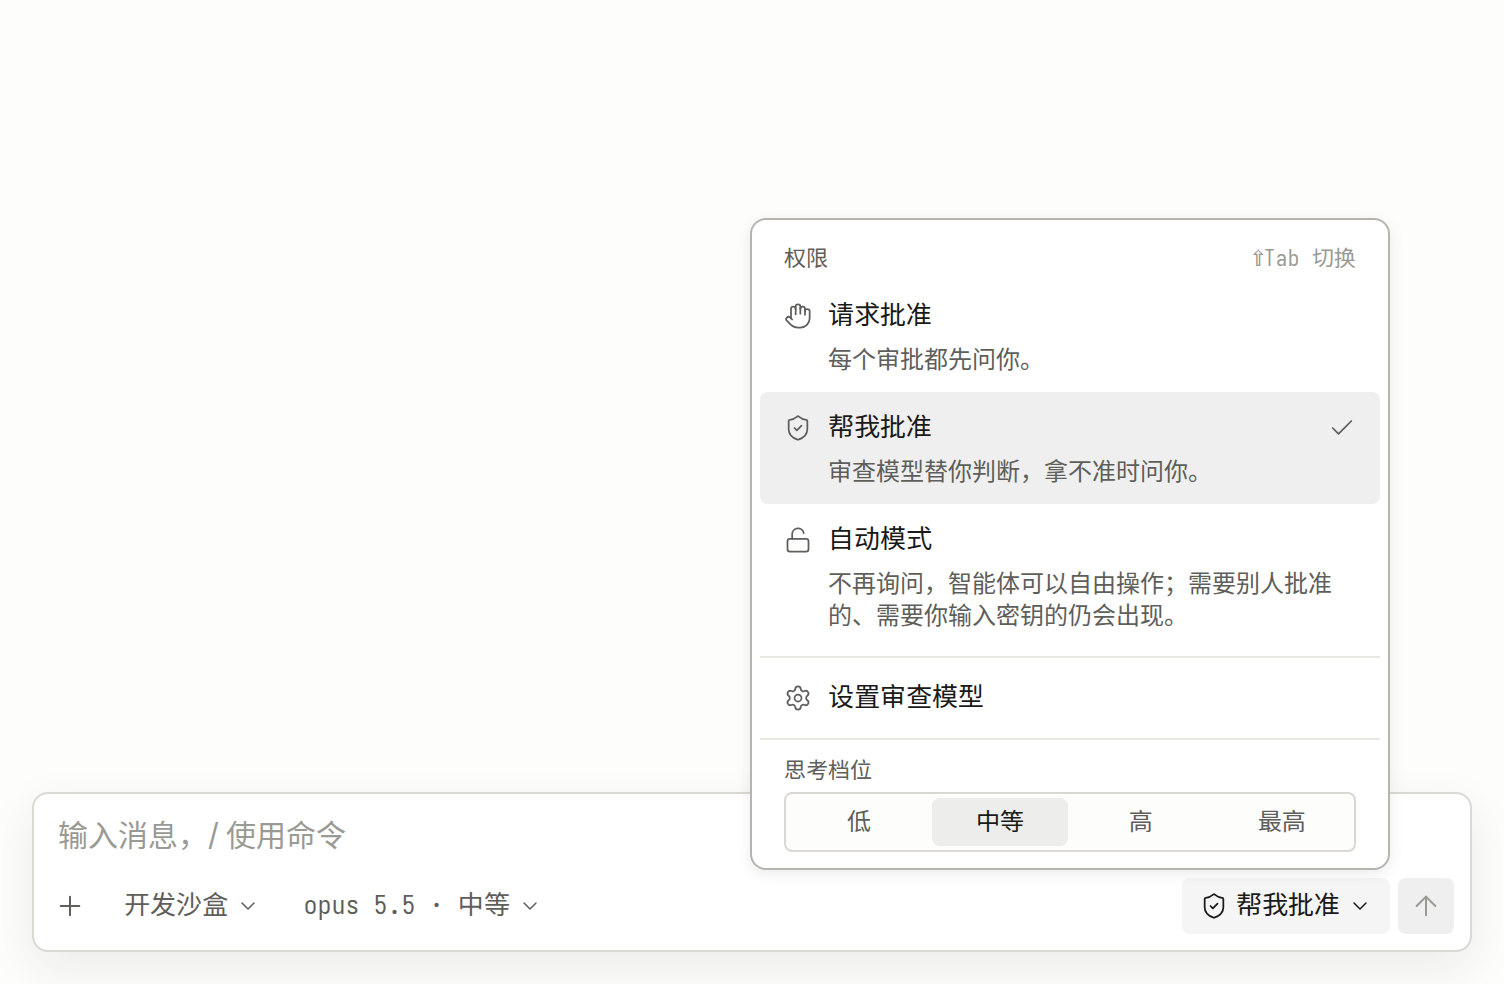 权限
⇧Tab 切换
请求批准
每个审批都先问你。
帮我批准
审查模型替你判断，拿不准时问你。
自动模式
不再询问，智能体可以自由操作；需要别人批准
的、需要你输入密钥的仍会出现。
设置审查模型
思考档位
低 中等 高 最高
输入消息，/ 使用命令
开发沙盒 opus 5.5 · 中等 帮我批准